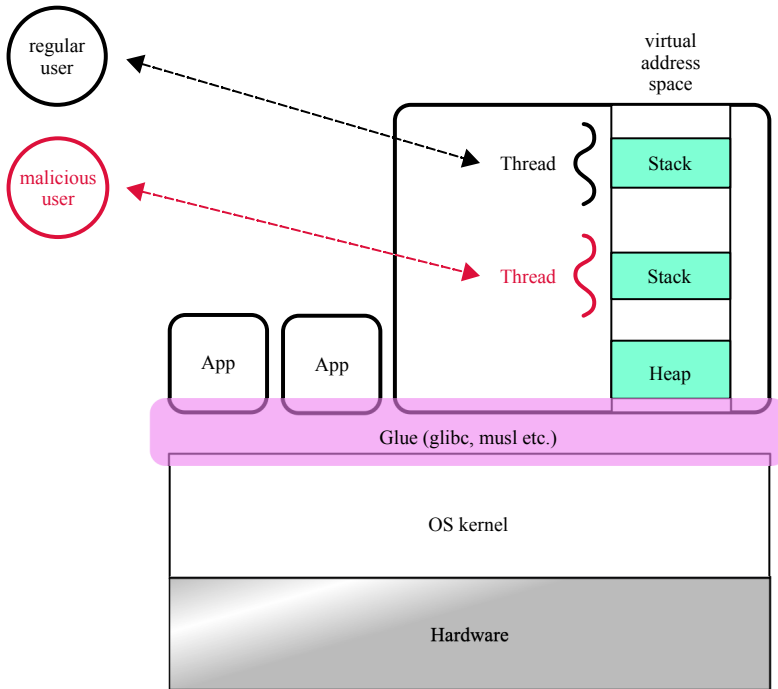 regular
user
virtual
address
space
malicious
user
Thread
Stack
Thread
Stack
App
App
Heap
Glue (glibc, musl etc.)
OS kernel
Hardware